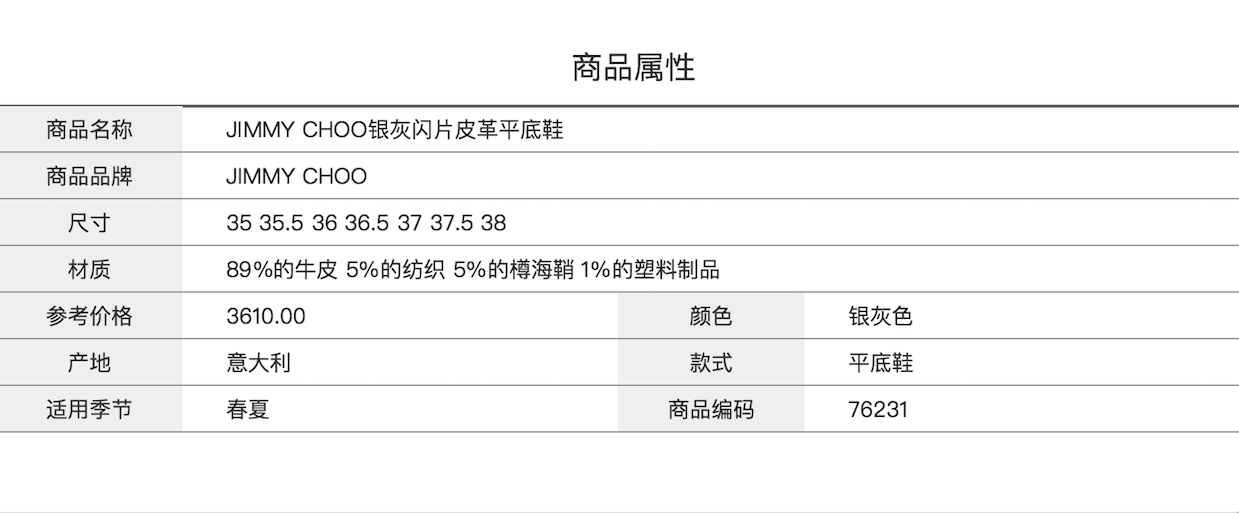 商品属性
商品名称 JIMMY CHOO银灰闪片皮革平底鞋
商品品牌 JIMMY CHOO
尺寸 35 35.5 36 36.5 37 37.5 38
材质 89%的牛皮 5%的纺织 5%的樽海鞘 1%的塑料制品
参考价格 3610.00 颜色 银灰色
产地 意大利 款式 平底鞋
适用季节 春夏 商品编码 76231